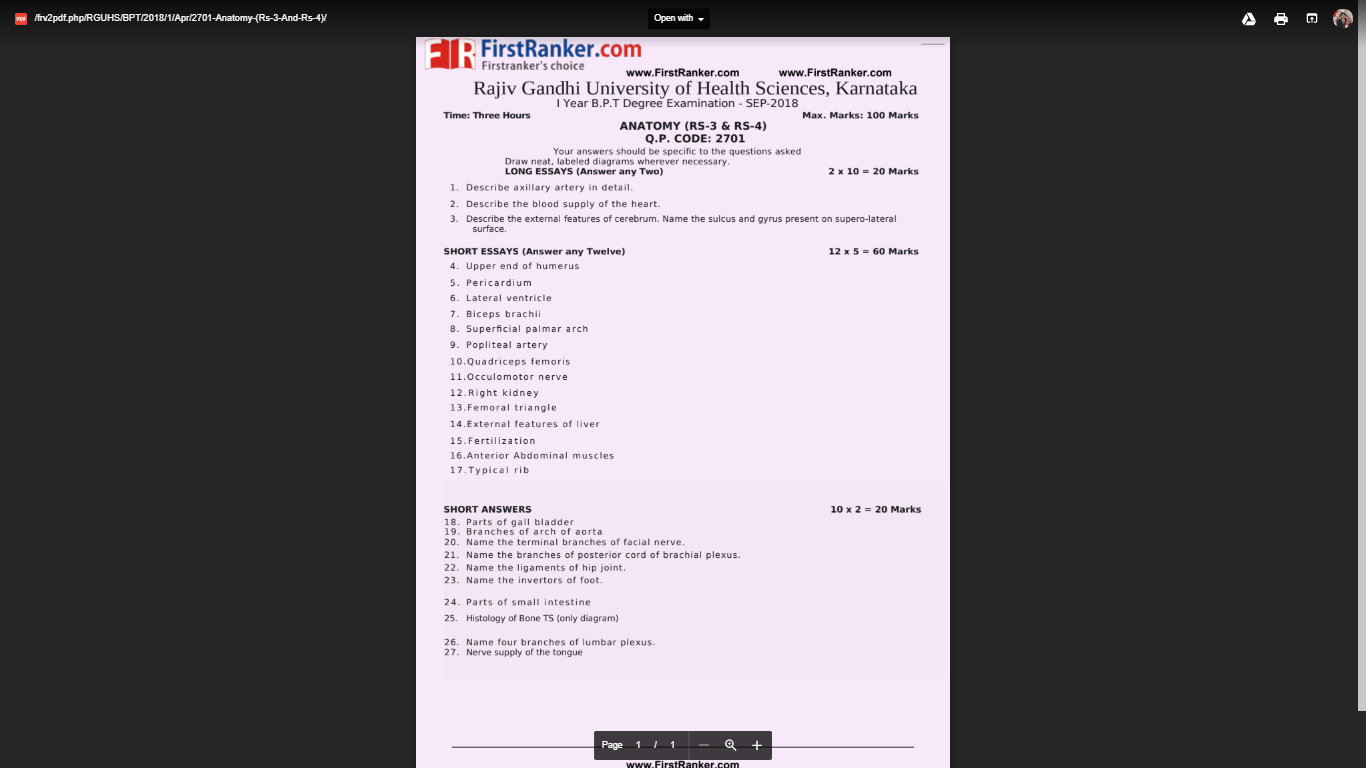 /frv2pdf.php/RGUHS/BPT/2018/1/Apr/2701-Anatomy-(Rs-3-And-Rs-4)/
Open with
FR FirstRanker.com
Firstranker's choice
www.FirstRanker.com www.FirstRanker.com
Rajiv Gandhi University of Health Sciences, Karnataka
I Year B.P.T Degree Examination - SEP-2018
Time: Three Hours Max. Marks: 100 Marks
ANATOMY (RS-3 & RS-4)
Q.P. CODE: 2701
Your answers should be specific to the questions asked
Draw neat, labeled diagrams wherever necessary.
LONG ESSAYS (Answer any Two) 2 x 10 = 20 Marks
1. Describe axillary artery in detail.
2. Describe the blood supply of the heart.
3. Describe the external features of cerebrum. Name the sulcus and gyrus present on supero-lateral
surface.
SHORT ESSAYS (Answer any Twelve) 12 x 5 = 60 Marks
4. Upper end of humerus
5. Pericardium
6. Lateral ventricle
7. Biceps brachii
8. Superficial palmar arch
9. Popliteal artery
10.Quadriceps femoris
11.Occulomotor nerve
12.Right kidney
13.Femoral triangle
14.External features of liver
15.Fertilization
16.Anterior Abdominal muscles
17.Typical rib
SHORT ANSWERS 10 x 2 = 20 Marks
18. Parts of gall bladder
19. Branches of arch of aorta
20. Name the terminal branches of facial nerve.
21. Name the branches of posterior cord of brachial plexus.
22. Name the ligaments of hip joint.
23. Name the invertors of foot.
24. Parts of small intestine
25. Histology of Bone TS (only diagram)
26. Name four branches of lumbar plexus.
27. Nerve supply of the tongue
Page 1 / 1
www.FirstRanker.com